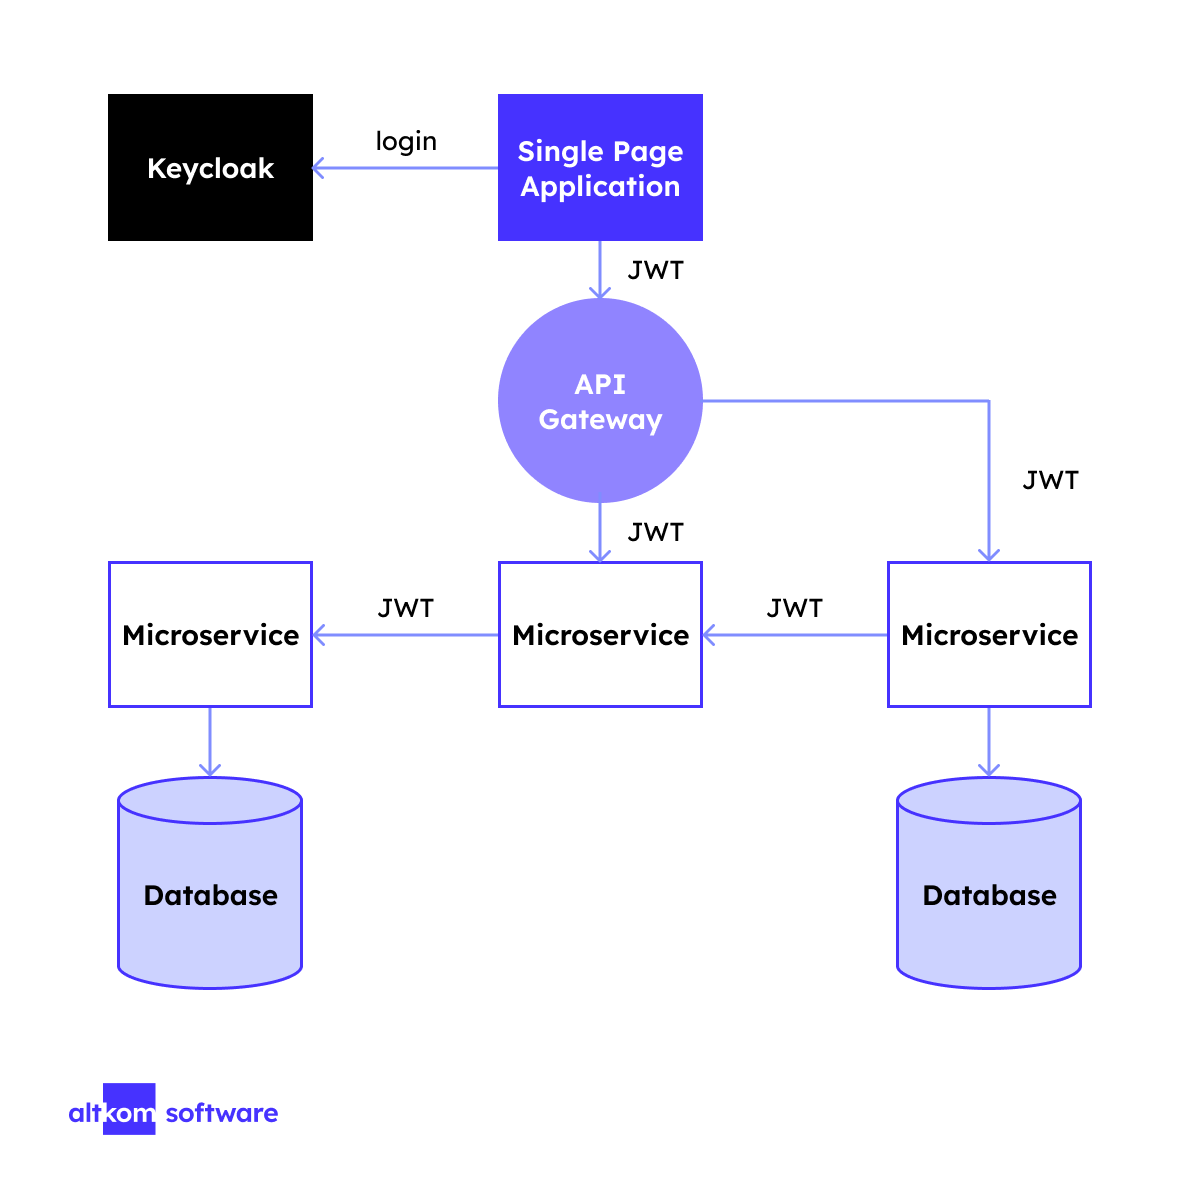 Keycloak
login
Single Page
Application
JWT
API
Gateway
JWT
JWT
Microservice
JWT
Microservice
JWT
Microservice
Database
Database
altkom software